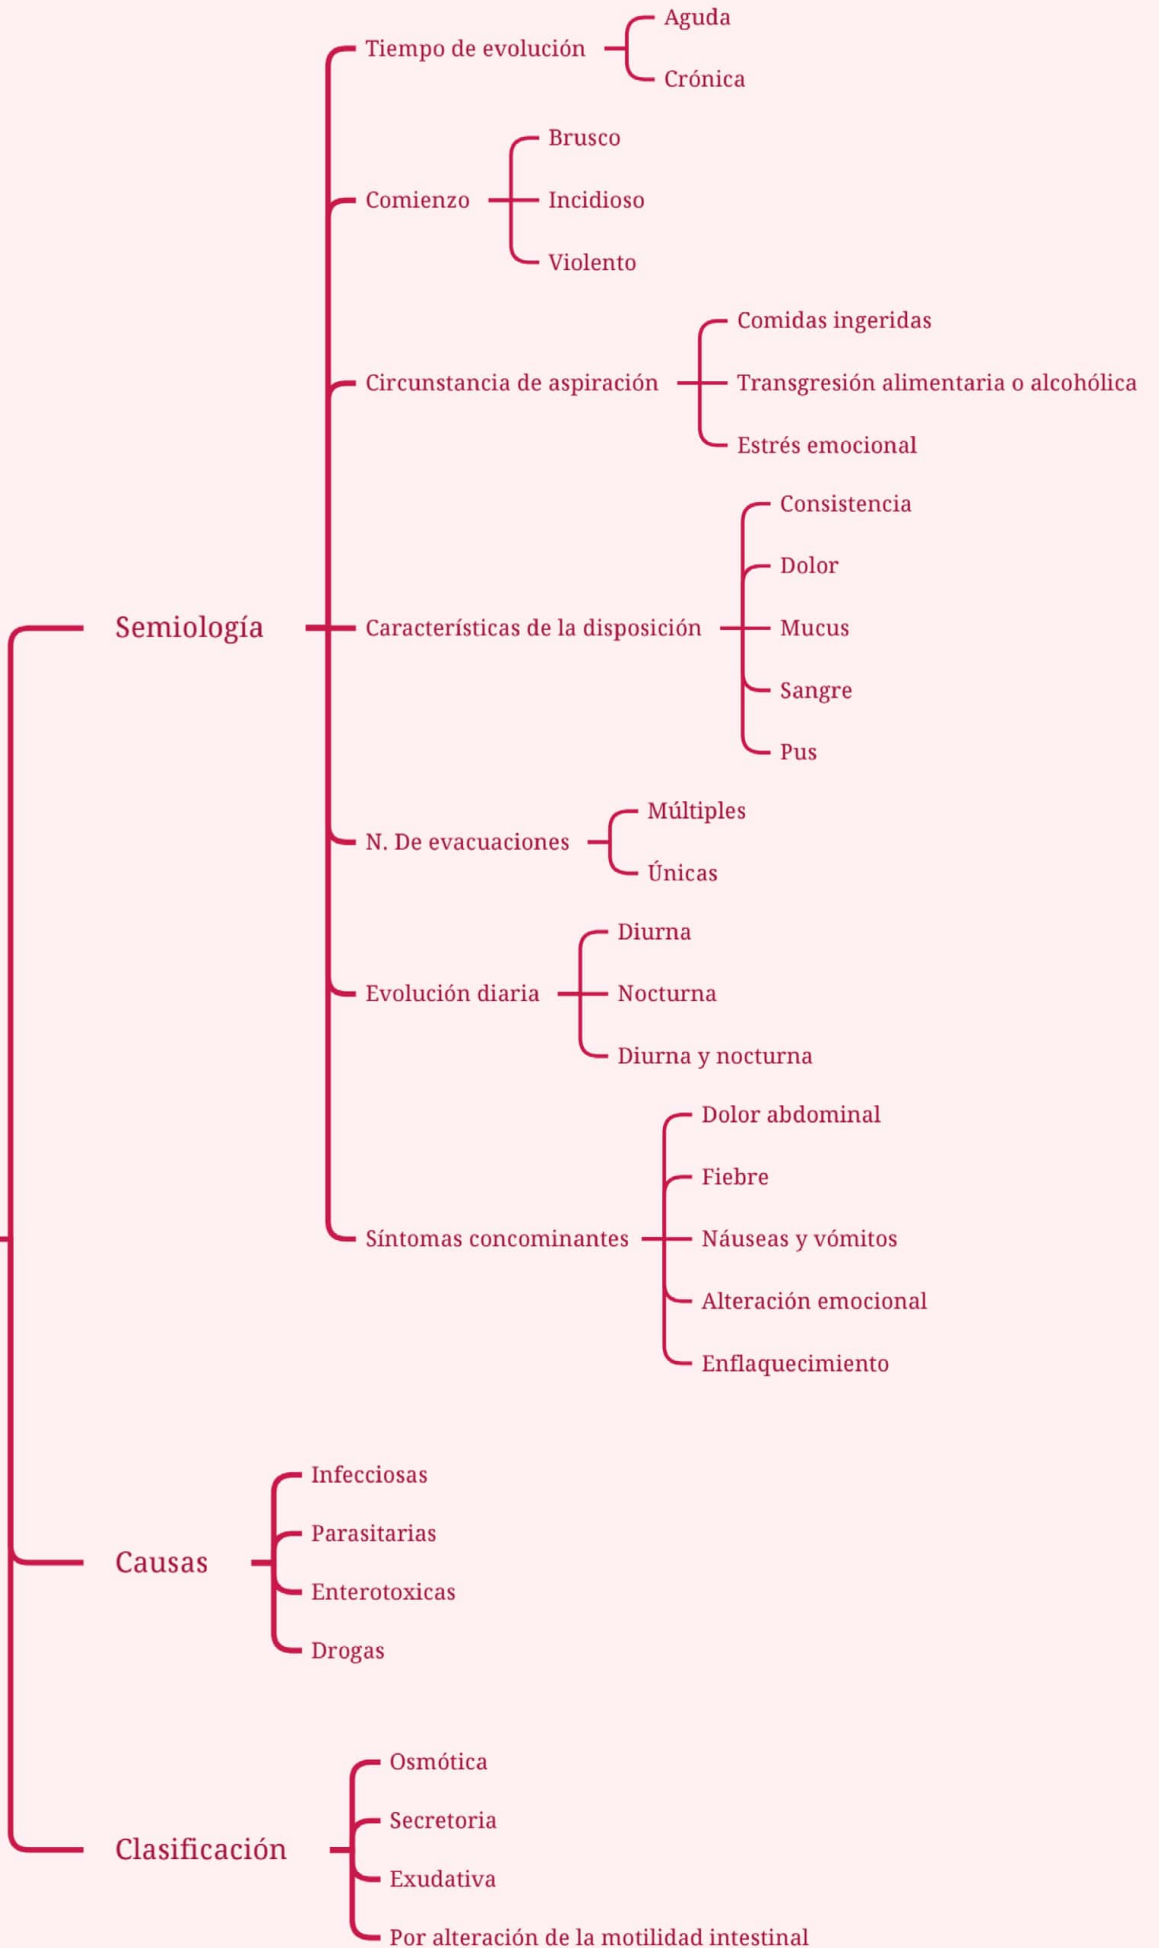 Aguda
Tiempo de evolución
Crónica
Brusco
Comienzo
Incidioso
Violento
Comidas ingeridas
Circunstancia de aspiración
Transgresión alimentaria o alcohólica
Estrés emocional
Consistencia
Dolor
Semiología
Características de la disposición
Mucus
Sangre
Pus
Múltiples
N. De evacuaciones
Únicas
Diurna
Evolución diaria
Nocturna
Diurna y nocturna
Dolor abdominal
Fiebre
Síntomas concominantes
Náuseas y vómitos
Alteración emocional
Enflaquecimiento
Infecciosas
Parasitarias
Causas
Enterotoxicas
Drogas
Osmótica
Secretoria
Clasificación
Exudativa
Por alteración de la motilidad intestinal